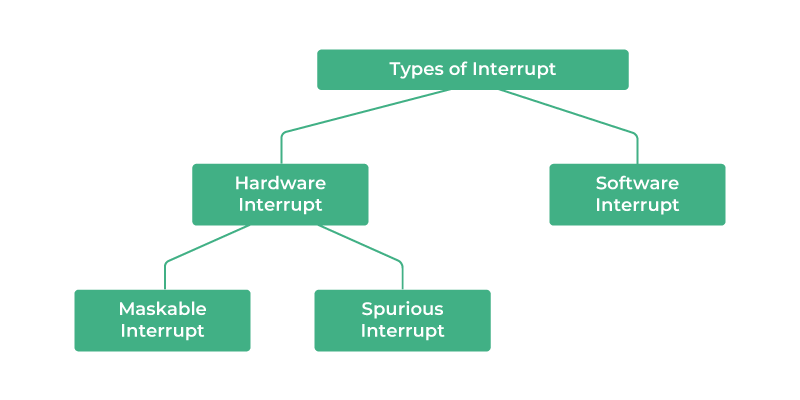 Types of Interrupt
Hardware
Interrupt
Software
Interrupt
Maskable
Interrupt
Spurious
Interrupt